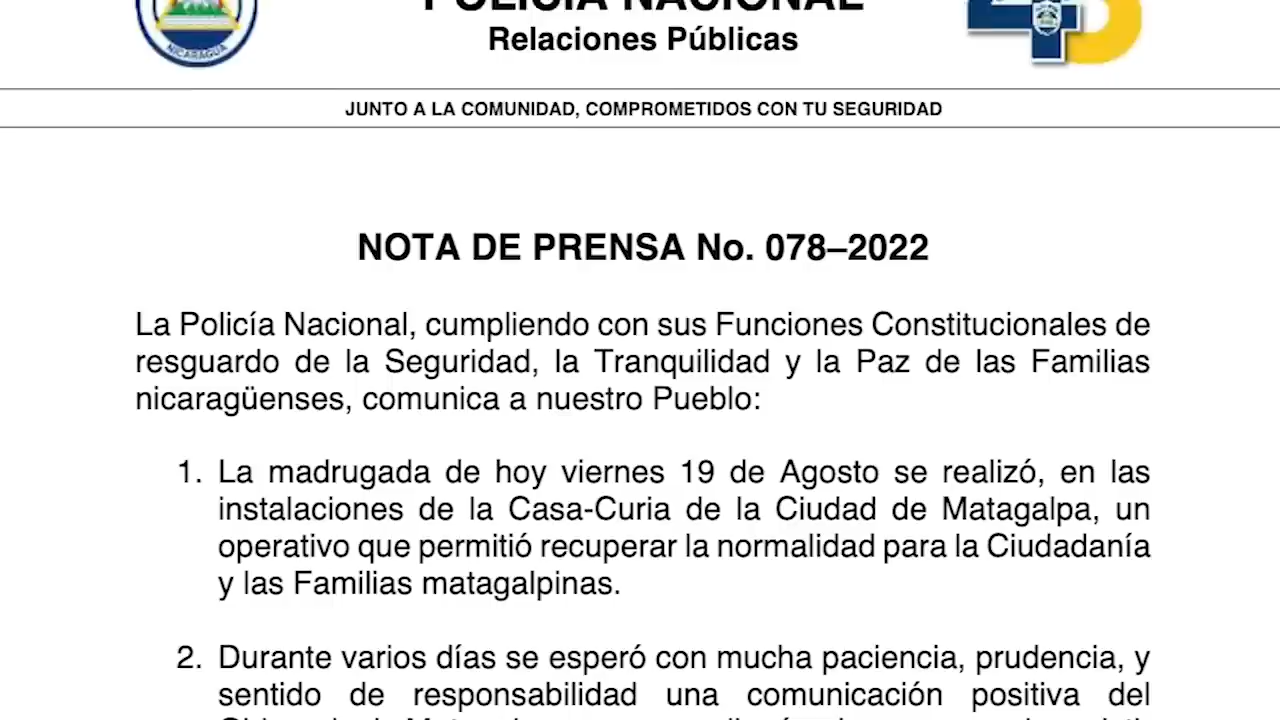 POLICÍA NACIONAL
Relaciones Públicas
NICARAGUA
JUNTO A LA COMUNIDAD, COMPROMETIDOS CON TU SEGURIDAD
NOTA DE PRENSA No. 078–2022
La Policía Nacional, cumpliendo con sus Funciones Constitucionales de
resguardo de la Seguridad, la Tranquilidad y la Paz de las Familias
nicaragüenses, comunica a nuestro Pueblo:
1. La madrugada de hoy viernes 19 de Agosto se realizó, en las
instalaciones de la Casa-Curia de la Ciudad de Matagalpa, un
operativo que permitió recuperar la normalidad para la Ciudadanía
y las Familias matagalpinas.
2. Durante varios días se esperó con mucha paciencia, prudencia, y
sentido de responsabilidad una comunicación positiva del